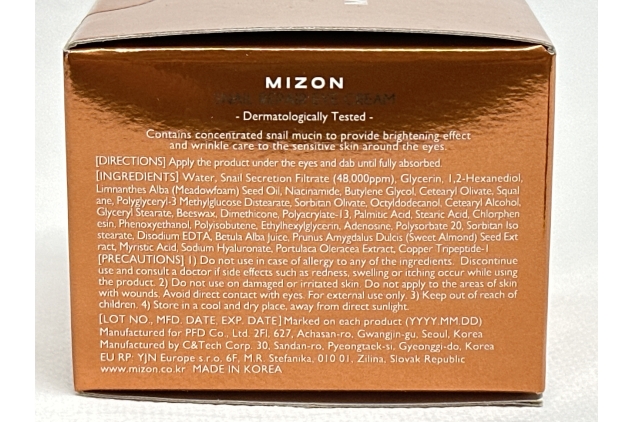 MIZON
CREAM
- Dermatologically Tested -
Contains concentrated snail mucin to provide brightening effect
and wrinkle care to the sensitive skin around the eyes.
[DIRECTIONS] Apply the product under the eyes and dab until fully absorbed.
[INGREDIENTS] Water, Snail Secretion Filtrate (48,000ppm), Glycerin, 1,2-Hexanediol,
Limnanthes Alba (Meadowfoam) Seed Oil, Niacinamide, Butylene Glycol, Cetearyl Olivate, Squal
ane, Polyglyceryl-3 Methylglucose Distearate, Sorbitan Olivate, Octyldodecanol, Cetearyl Alcohol,
Glyceryl Stearate, Beeswax, Dimethicone, Polyacrylate-13, Palmitic Acid, Stearic Acid, Chlorphen
esin, Phenoxyethanol, Polyisobutene, Ethylhexylglycerin, Adenosine, Polysorbate 20, Sorbitan Iso
stearate, Disodium EDTA, Betula Alba Juice, Prunus Amygdalus Dulcis (Sweet Almond) Seed Ext
ract, Myristic Acid, Sodium Hyaluronate, Portulaca Oleracea Extract, Copper Tripeptide-1
[PRECAUTIONS] 1) Do not use in case of allergy to any of the ingredients. Discontinue
use and consult a doctor if side effects such as redness, swelling or itching occur while using
the product. 2) Do not use on damaged or irritated skin. Do not apply to the areas of skin
with wounds. Avoid direct contact with eyes. For external use only. 3) Keep out of reach of
children. 4) Store in a cool and dry place, away from direct sunlight.
[LOT NO., MFD. DATE. EXP. DATE] Marked on each product (YYYY.MM.DD)
Manufactured for PFD Co., Ltd. 2Fl. 627, Achasan-ro, Gwangjin-gu, Seoul, Korea
Manufactured by C&Tech Corp. 30, Sandan-ro, Pyeongtaek-si, Gyeonggi-do, Korea
EU RP: YJN Europe s.r.o. 6F, M.R. Stefanika, 010 01, Zilina, Slovak Republic
www.mizon.co.kr MADE IN KOREA